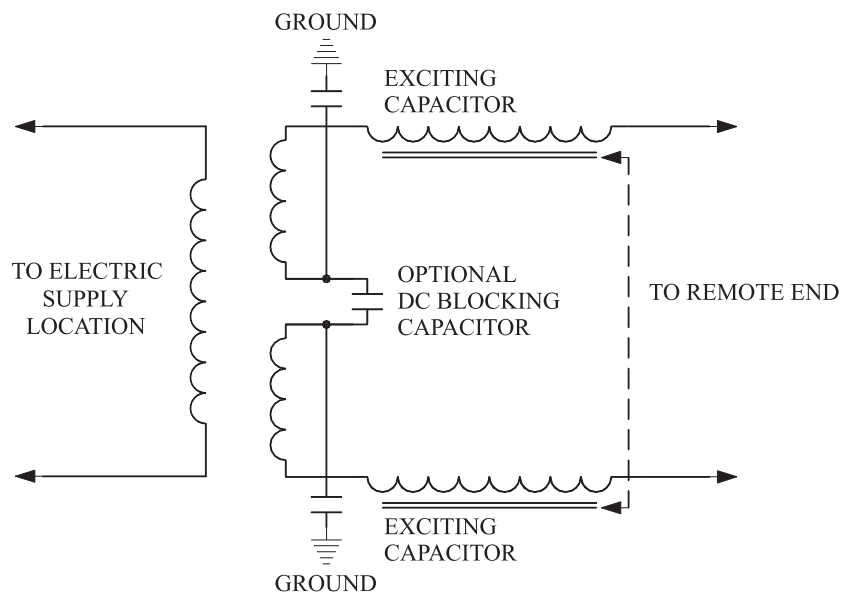 GROUND
EXCITING
CAPACITOR
TO ELECTRIC
SUPPLY
LOCATION
OPTIONAL
DC BLOCKING
CAPACITOR
TO REMOTE END
EXCITING
CAPACITOR
GROUND